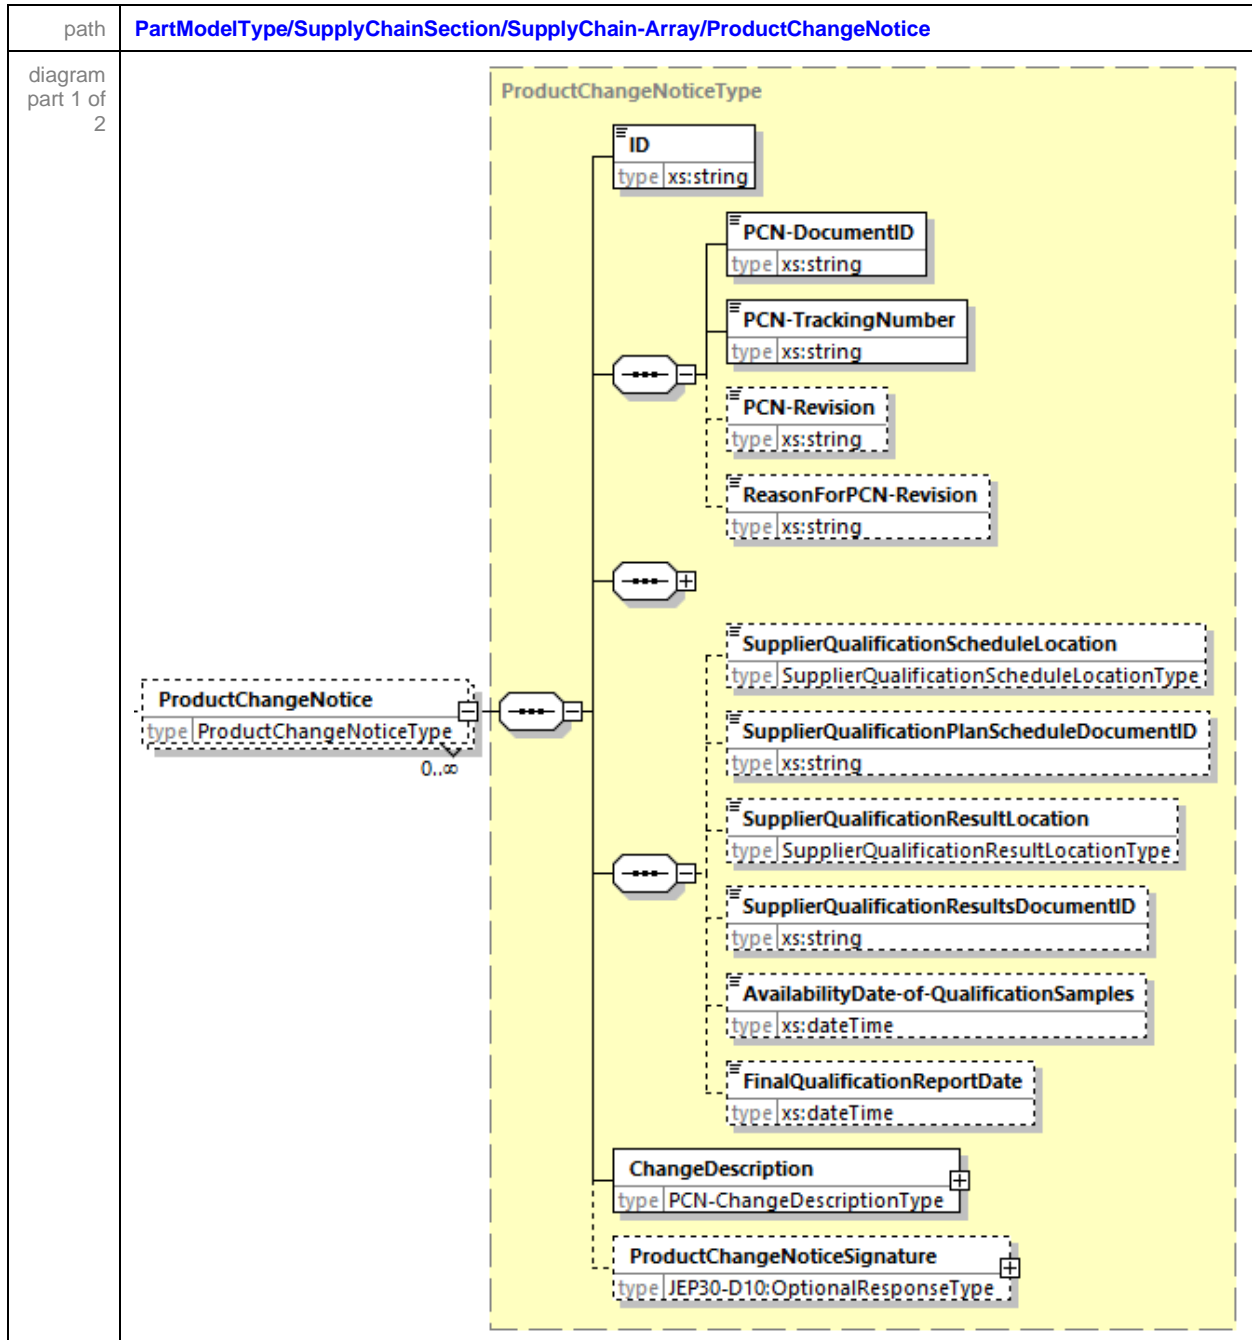 path
PartModelType/SupplyChainSection/SupplyChain-Array/ProductChangeNotice
diagram
part 1 of
2
ProductChangeNoticeType
ID
type xs:string
PCN-DocumentID
type xs:string
PCN-TrackingNumber
type xs:string
PCN-Revision
type xs:string
ReasonForPCN-Revision
type xs:string
SupplierQualificationScheduleLocation
type SupplierQualificationScheduleLocationType
ProductChangeNotice
type ProductChangeNoticeType
0..∞
SupplierQualificationPlanScheduleDocumentID
type xs:string
SupplierQualificationResultLocation
type SupplierQualificationResultLocationType
SupplierQualificationResultsDocumentID
type xs:string
AvailabilityDate-of-QualificationSamples
type xs:dateTime
FinalQualificationReportDate
type xs:dateTime
ChangeDescription
type PCN-ChangeDescriptionType
ProductChangeNoticeSignature
type JEP30-D10:OptionalResponseType